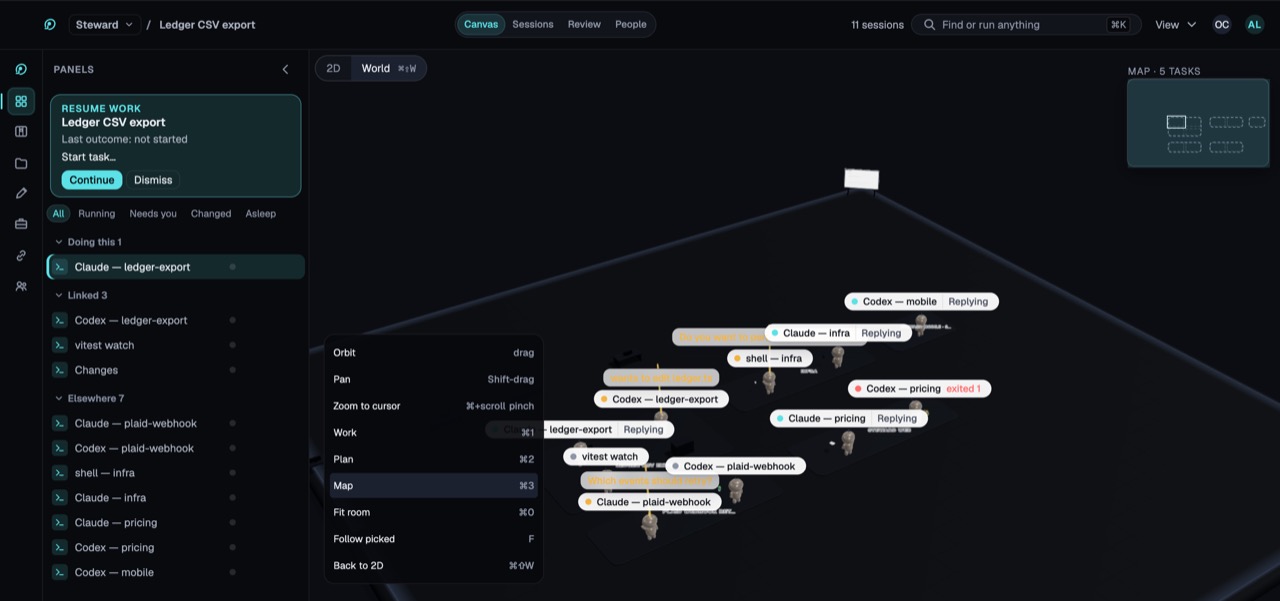 Steward / Ledger CSV export
Canvas Sessions Review People
11 sessions
Find or run anything ⌘K
View
OC
AL
PANELS
RESUME WORK
Ledger CSV export
Last outcome: not started
Start task…
Continue Dismiss
All Running Needs you Changed Asleep
Doing this 1
Claude — ledger-export
Linked 3
Codex — ledger-export
vitest watch
Changes
Elsewhere 7
Claude — plaid-webhook
Codex — plaid-webhook
shell — infra
Claude — infra
Claude — pricing
Codex — pricing
Codex — mobile
2D World ⌘⇧W
MAP · 5 TASKS
Codex — mobile Replying
Claude — infra Replying
shell — infra
Codex — pricing exited 1
Codex — ledger-export
Claude — pricing Replying
ledger-export Replying
vitest watch
Codex — plaid-webhook
Claude — plaid-webhook
Orbit drag
Pan Shift-drag
Zoom to cursor ⌘+scroll pinch
Work ⌘1
Plan ⌘2
Map ⌘3
Fit room ⌘0
Follow picked F
Back to 2D ⌘⇧W